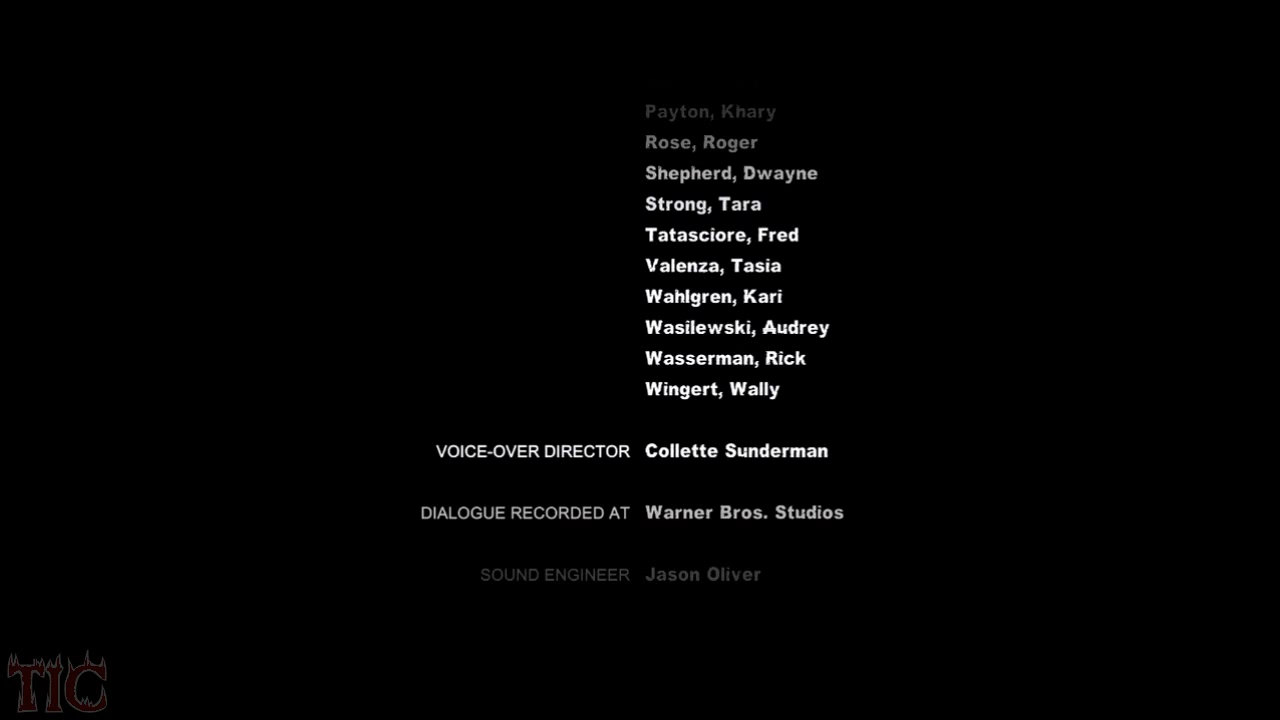 Payton, Khary
Rose, Roger
Shepherd, Dwayne
Strong, Tara
Tatasciore, Fred
Valenza, Tasia
Wahlgren, Kari
Wasilewski, Audrey
Wasserman, Rick
Wingert, Wally
VOICE-OVER DIRECTOR Collette Sunderman
DIALOGUE RECORDED AT Warner Bros. Studios
SOUND ENGINEER Jason Oliver
TIC